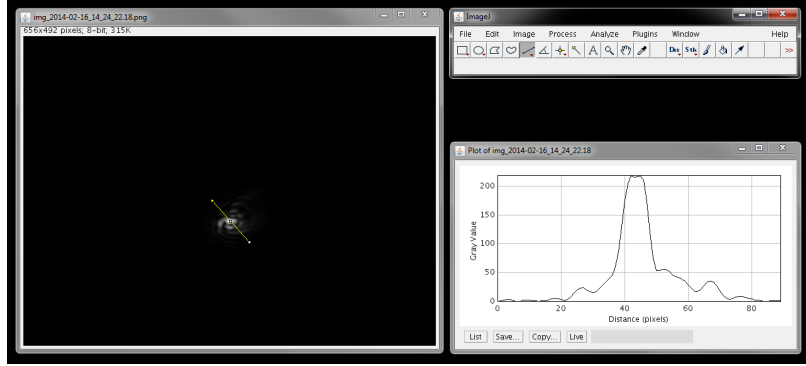 img_2014-02-16_14_24_22.18.png
656x492 pixels; 8-bit; 315K
ImageJ
File Edit Image Process Analyze Plugins Window Help
A Dev Stk >>
Plot of img_2014-02-16_14_24_22.18
200
150
100
50
0
Gray Value
0 20 40 60 80
Distance (pixels)
List Save... Copy... Live